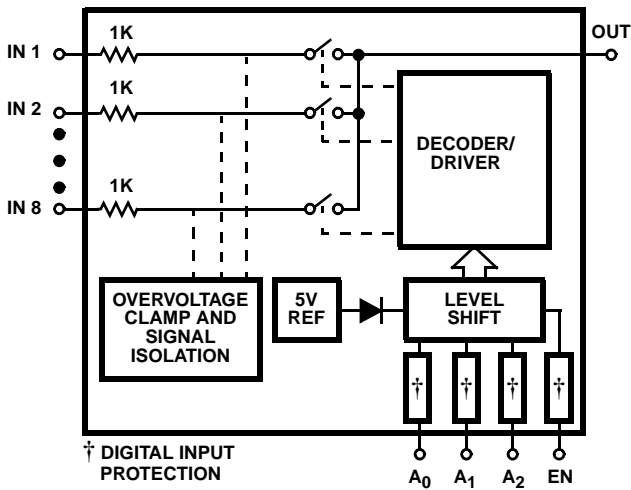 1K
OUT
IN 1
1K
IN 2
DECODER/
DRIVER
1K
IN 8
OVERVOLTAGE
CLAMP AND
SIGNAL
ISOLATION
5V
REF
LEVEL
SHIFT
† † † †
† DIGITAL INPUT
PROTECTION
A0 A1 A2 EN